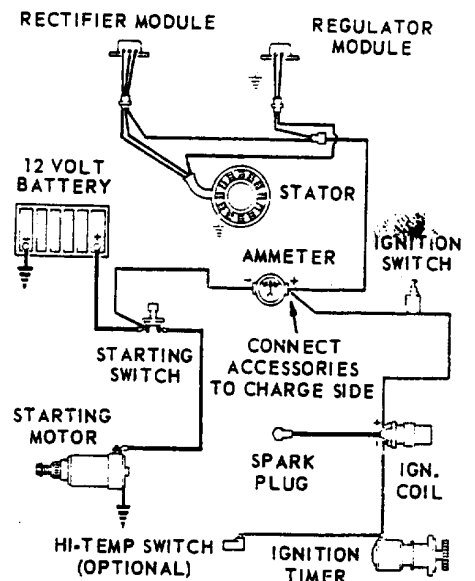 RECTIFIER MODULE
REGULATOR
MODULE
12 VOLT
BATTERY
STATOR
AMMETER
IGNITION
SWITCH
- +
STARTING
SWITCH
CONNECT
ACCESSORIES
TO CHARGE SIDE
STARTING
MOTOR
SPARK
PLUG
+
-
IGN.
COIL
HI-TEMP SWITCH
(OPTIONAL)
IGNITION
TIMER